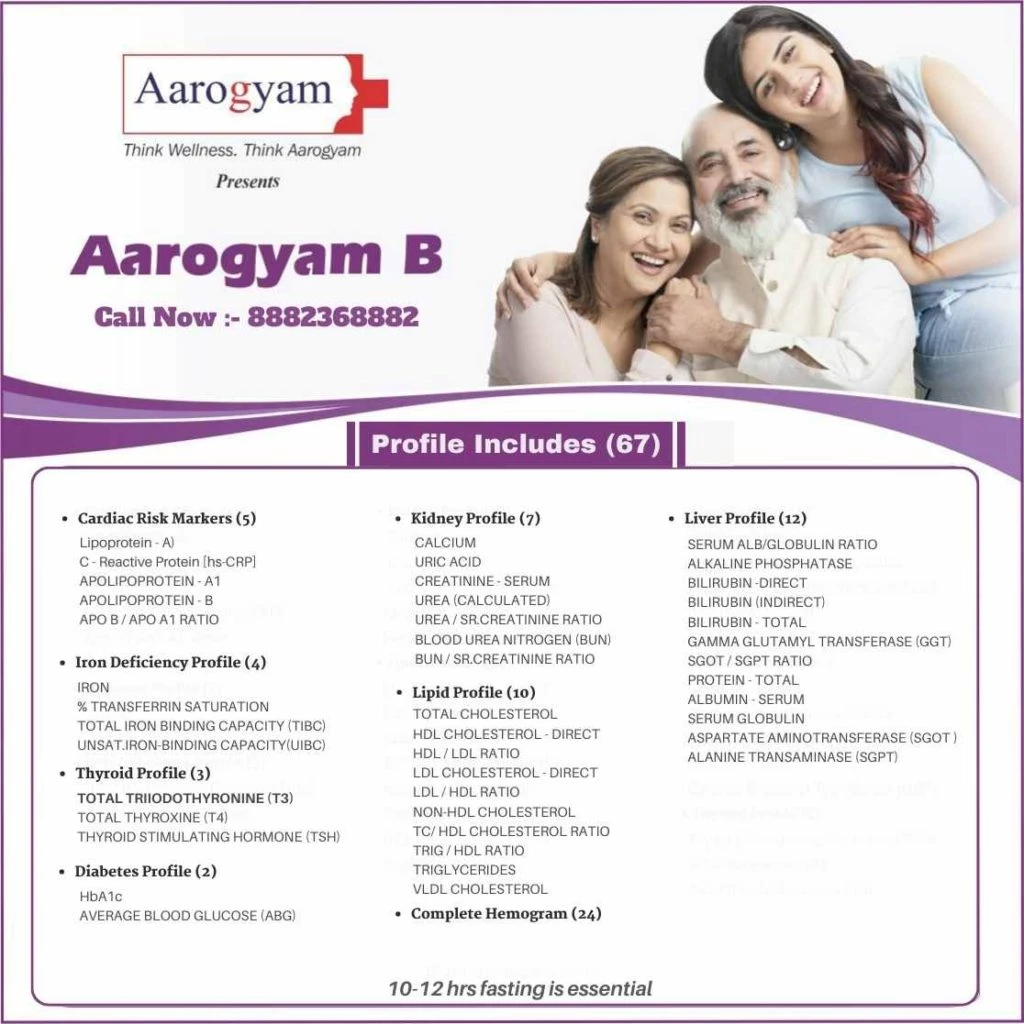 Aarogyam
Think Wellness. Think Aarogyam
Presents
Aarogyam B
Call Now :- 8882368882
Profile Includes (67)
• Cardiac Risk Markers (5)
Lipoprotein - A)
C - Reactive Protein [hs-CRP]
APOLIPOPROTEIN - A1
APOLIPOPROTEIN - B
APO B / APO A1 RATIO
• Iron Deficiency Profile (4)
IRON
% TRANSFERRIN SATURATION
TOTAL IRON BINDING CAPACITY (TIBC)
UNSAT.IRON-BINDING CAPACITY(UIBC)
• Thyroid Profile (3)
TOTAL TRIIODOTHYRONINE (T3)
TOTAL THYROXINE (T4)
THYROID STIMULATING HORMONE (TSH)
• Diabetes Profile (2)
HbA1c
AVERAGE BLOOD GLUCOSE (ABG)
• Kidney Profile (7)
CALCIUM
URIC ACID
CREATININE - SERUM
UREA (CALCULATED)
UREA / SR.CREATININE RATIO
BLOOD UREA NITROGEN (BUN)
BUN / SR.CREATININE RATIO
• Lipid Profile (10)
TOTAL CHOLESTEROL
HDL CHOLESTEROL - DIRECT
HDL / LDL RATIO
LDL CHOLESTEROL - DIRECT
LDL / HDL RATIO
NON-HDL CHOLESTEROL
TC/ HDL CHOLESTEROL RATIO
TRIG / HDL RATIO
TRIGLYCERIDES
VLDL CHOLESTEROL
• Complete Hemogram (24)
• Liver Profile (12)
SERUM ALB/GLOBULIN RATIO
ALKALINE PHOSPHATASE
BILIRUBIN -DIRECT
BILIRUBIN (INDIRECT)
BILIRUBIN - TOTAL
GAMMA GLUTAMYL TRANSFERASE (GGT)
SGOT / SGPT RATIO
PROTEIN - TOTAL
ALBUMIN - SERUM
SERUM GLOBULIN
ASPARTATE AMINOTRANSFERASE (SGOT )
ALANINE TRANSAMINASE (SGPT)
10-12 hrs fasting is essential